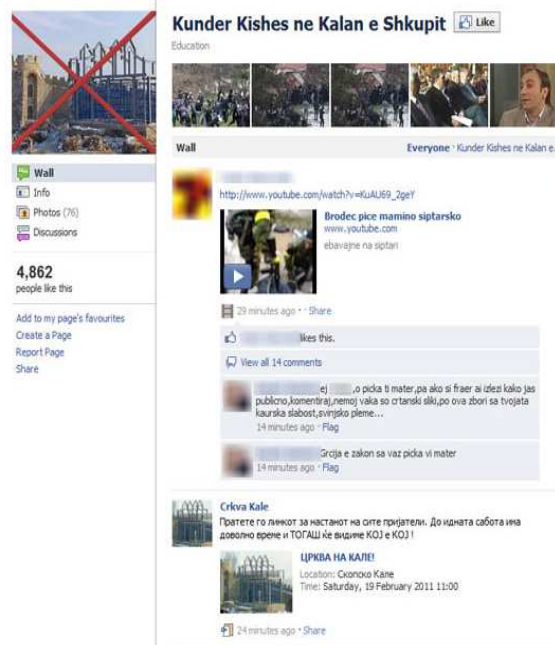 Kunder Kishes ne Kalan e Shkupit
Like
Education
Wall
Everyone · Kunder Kishes ne Kalan e.
Wall
Info
Photos (76)
Discussions
4,862
people like this
Add to my page's favourites
Create a Page
Report Page
Share
http://www.youtube.com/watch?v=KuAU69_2geY
Brodec pice mamino siptarsko
www.youtube.com
ebavajne na siptari
29 minutes ago · Share
likes this.
View all 14 comments
ej ,o picka ti mater,pa ako si fraer ai izlezi kako jas
publicno,komentiraj,nemoj vaka so crtanski sliki,po ova zbori sa tvojata
kaurska slabost,svinjsko pleme...
14 minutes ago · Flag
Grcija e zakon sa vaz picka vi mater
14 minutes ago · Flag
Crkva Kale
Пратете го линкот за настанот на сите пријатели. До идната сабота има
доволно време и ТОГАШ ќе видиме КОЈ е КОЈ !
ЦРКВА НА КАЛЕ!
Location: Скопско Кале
Time: Saturday, 19 February 2011 11:00
24 minutes ago · Share